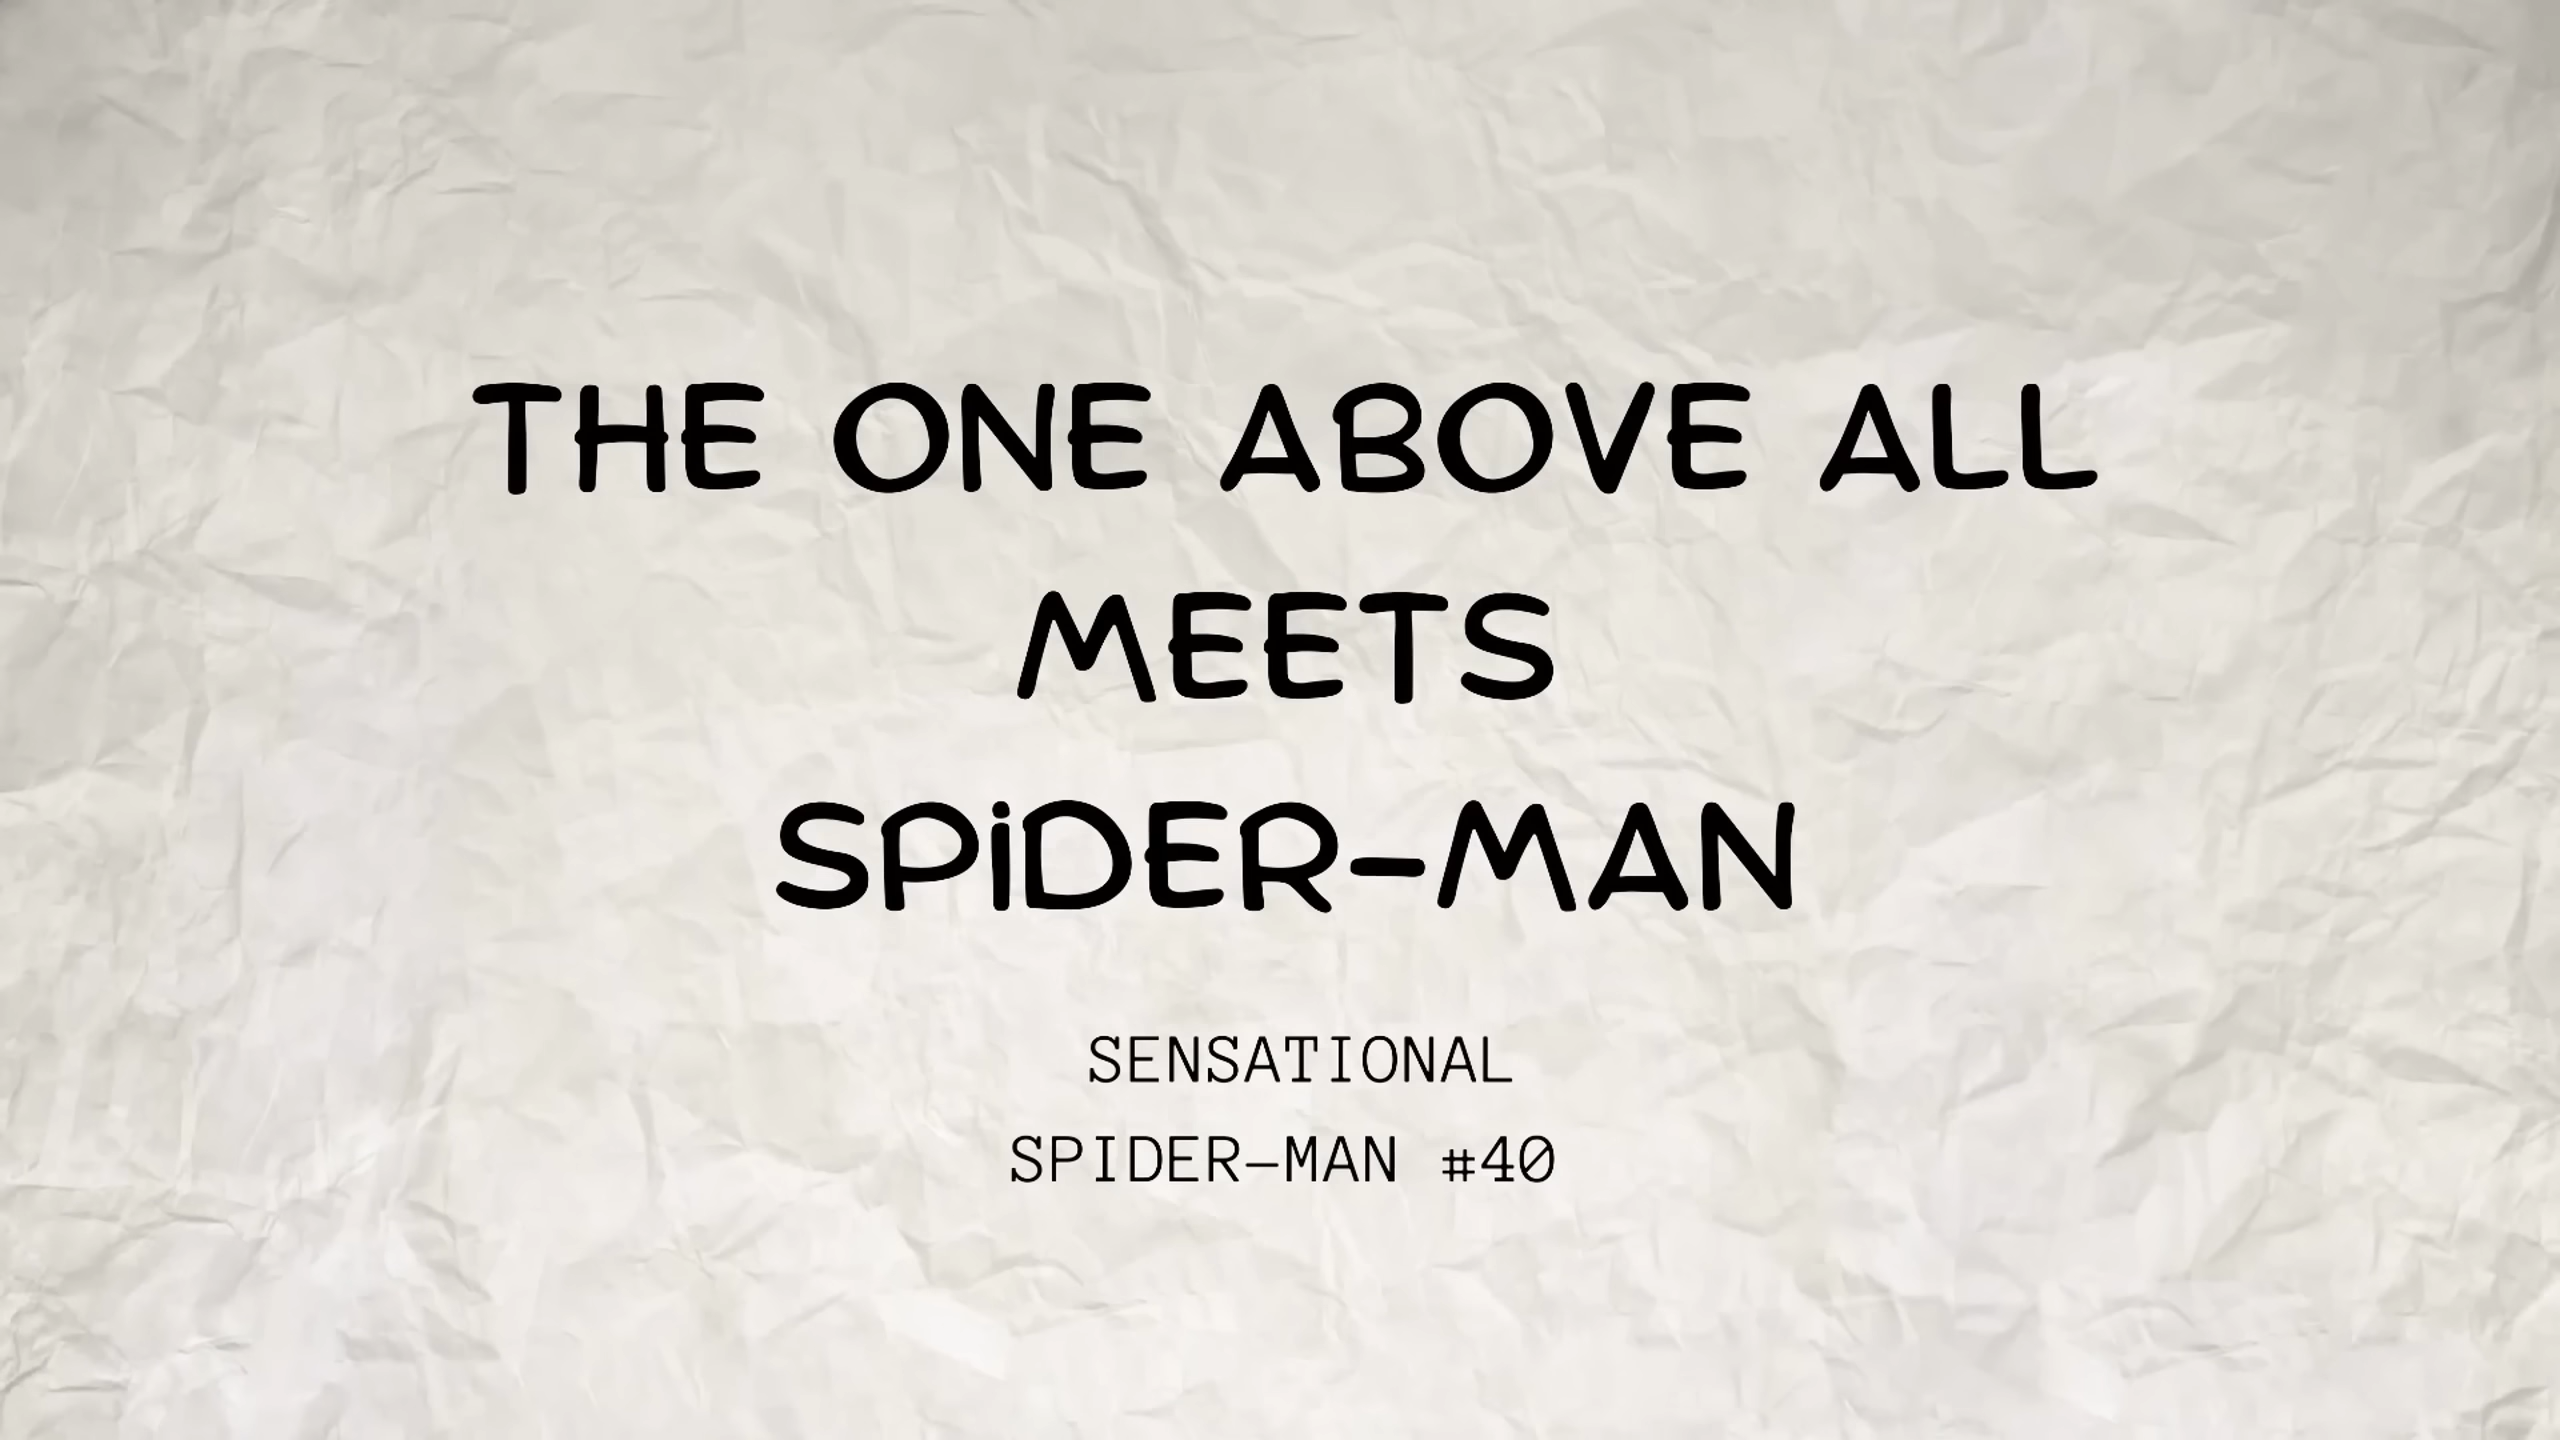 THE ONE ABOVE ALL
MEETS
SPiDER-MAN
SENSATIONAL
SPIDER-MAN #40